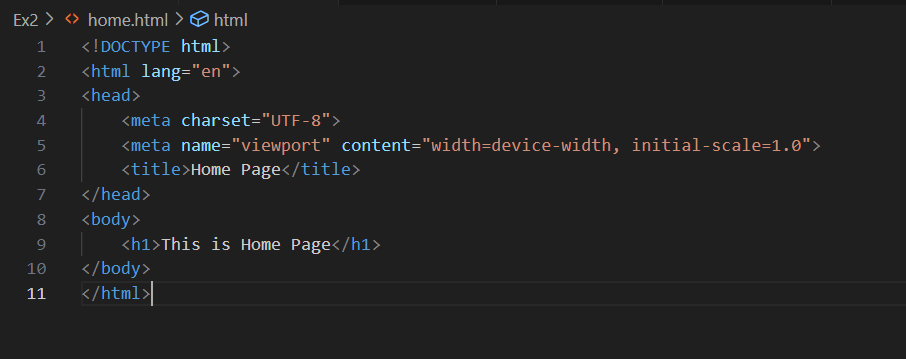 Ex2 > home.html > html
1 <!DOCTYPE html>
2 <html lang="en">
3 <head>
4     <meta charset="UTF-8">
5     <meta name="viewport" content="width=device-width, initial-scale=1.0">
6     <title>Home Page</title>
7 </head>
8 <body>
9     <h1>This is Home Page</h1>
10 </body>
11 </html>